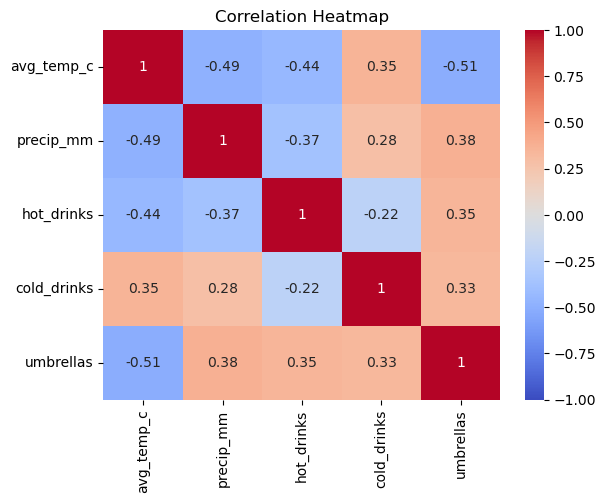 Correlation Heatmap
avg_temp_c 1 -0.49 -0.44 0.35 -0.51
precip_mm -0.49 1 -0.37 0.28 0.38
hot_drinks -0.44 -0.37 1 -0.22 0.35
cold_drinks 0.35 0.28 -0.22 1 0.33
umbrellas -0.51 0.38 0.35 0.33 1
avg_temp_c precip_mm hot_drinks cold_drinks umbrellas
1.00
0.75
0.50
0.25
0.00
−0.25
−0.50
−0.75
−1.00